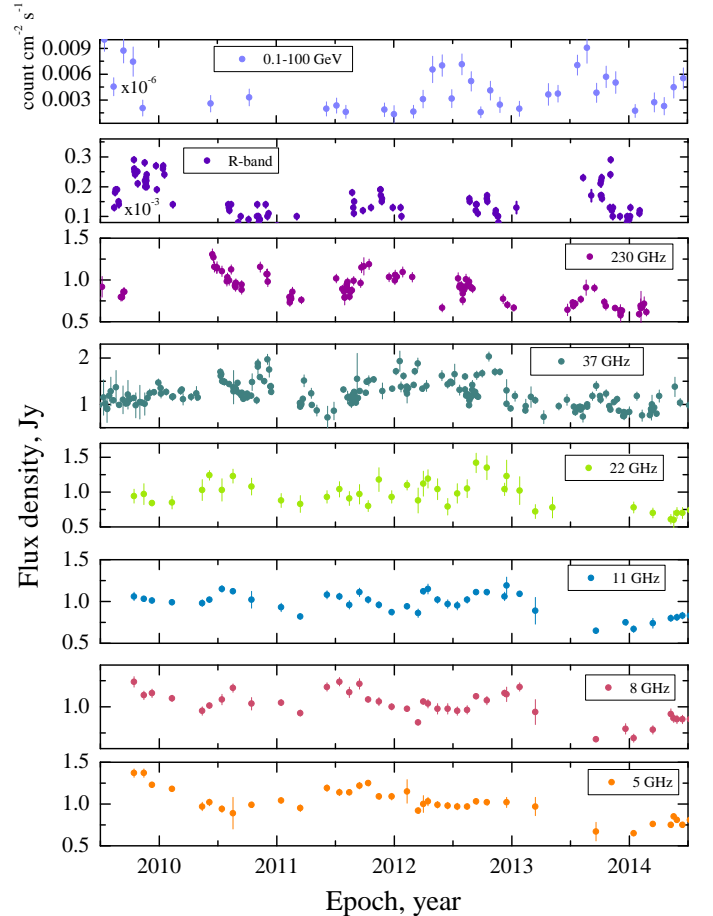 count cm⁻² s⁻¹
0.009
0.006
0.003
x10-6
0.1-100 GeV
0.3
0.2
0.1
x10-3
R-band
1.5
1.0
0.5
230 GHz
2
1
37 GHz
Flux density, Jy
1.5
1.0
0.5
22 GHz
1.5
1.0
0.5
11 GHz
1.0
8 GHz
1.5
1.0
0.5
5 GHz
2010 2011 2012 2013 2014
Epoch, year